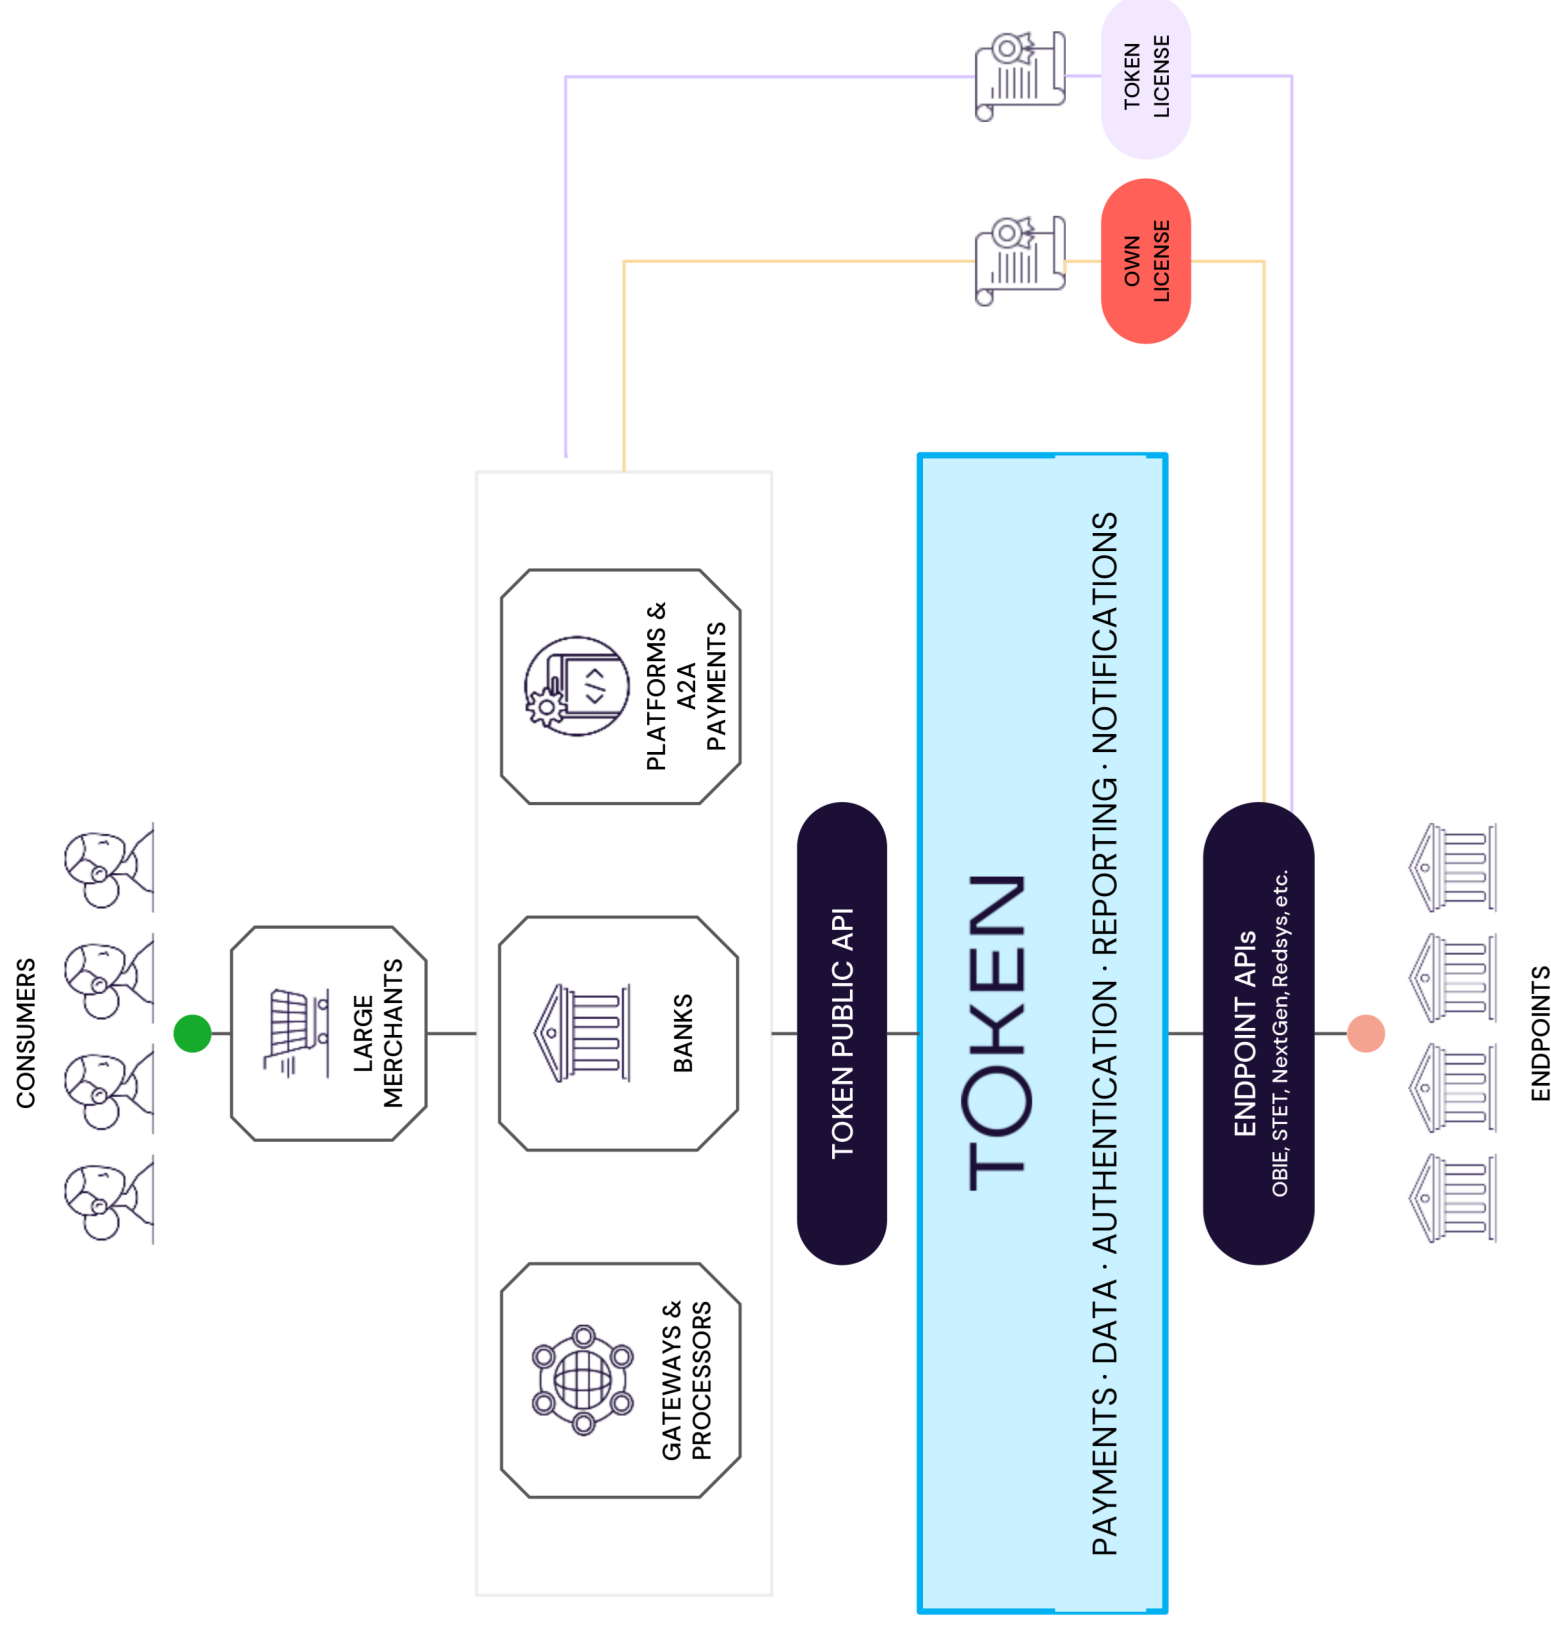 CONSUMERS
LARGE
MERCHANTS
GATEWAYS &
PROCESSORS
BANKS
PLATFORMS &
A2A
PAYMENTS
TOKEN PUBLIC API
TOKEN
PAYMENTS · DATA · AUTHENTICATION · REPORTING · NOTIFICATIONS
OWN
LICENSE
TOKEN
LICENSE
ENDPOINT APIs
OBIE, STET, NextGen, Redsys, etc.
ENDPOINTS